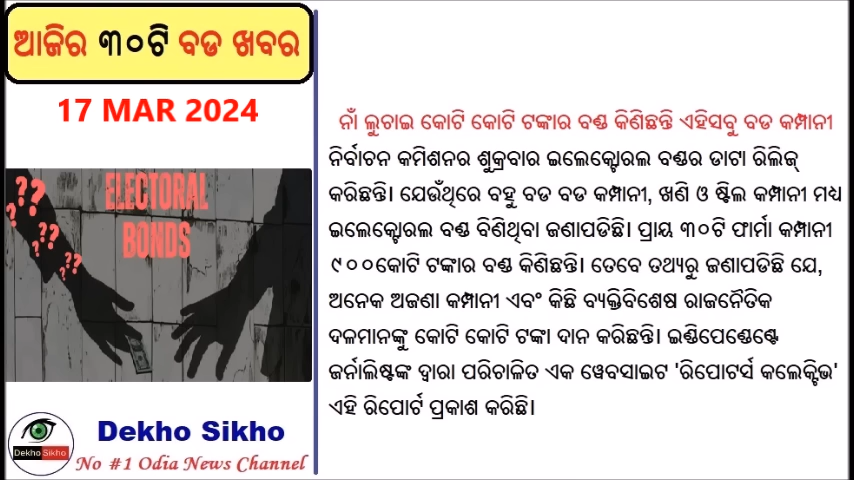 ଆଜିର ୩୦ଟି ବଡ ଖବର
17 MAR 2024
??
??
??
??
ELECTORAL
BONDS
Dekho Sikho
Dekho Sikho
No #1 Odia News Channel
ନାଁ ଲୁଚାଇ କୋଟି କୋଟି ଟଙ୍କାର ବଣ୍ଡ କିଣିଛନ୍ତି ଏହିସବୁ ବଡ କମ୍ପାନୀ
ନିର୍ବାଚନ କମିଶନର ଶୁକ୍ରବାର ଇଲେକ୍ଟୋରଲ ବଣ୍ଡର ଡାଟା ରିଲିଜ୍
କରିଛନ୍ତି। ଯେଉଁଥିରେ ବହୁ ବଡ ବଡ କମ୍ପାନୀ, ଖଣି ଓ ଷ୍ଟିଲ କମ୍ପାନୀ ମଧ୍ୟ
ଇଲେକ୍ଟୋରଲ ବଣ୍ଡ ବିଣିଥିବା ଜଣାପଡିଛି। ପ୍ରାୟ ୩୦ଟି ଫାର୍ମା କମ୍ପାନୀ
୯୦୦କୋଟି ଟଙ୍କାର ବଣ୍ଡ କିଣିଛନ୍ତି। ତେବେ ତଥ୍ୟରୁ ଜଣାପଡିଛି ଯେ,
ଅନେକ ଅଜଣା କମ୍ପାନୀ ଏବଂ କିଛି ବ୍ୟକ୍ତିବିଶେଷ ରାଜନୈତିକ
ଦଳମାନଙ୍କୁ କୋଟି କୋଟି ଟଙ୍କା ଦାନ କରିଛନ୍ତି। ଇଣ୍ଡିପେଣ୍ଡେଣ୍ଟେ
ଜର୍ନାଲିଷ୍ଟଙ୍କ ଦ୍ୱାରା ପରିଚାଳିତ ଏକ ୱେବସାଇଟ 'ରିପୋଟର୍ସ କଲେକ୍ଟିଭ'
ଏହି ରିପୋର୍ଟ ପ୍ରକାଶ କରିଛି।